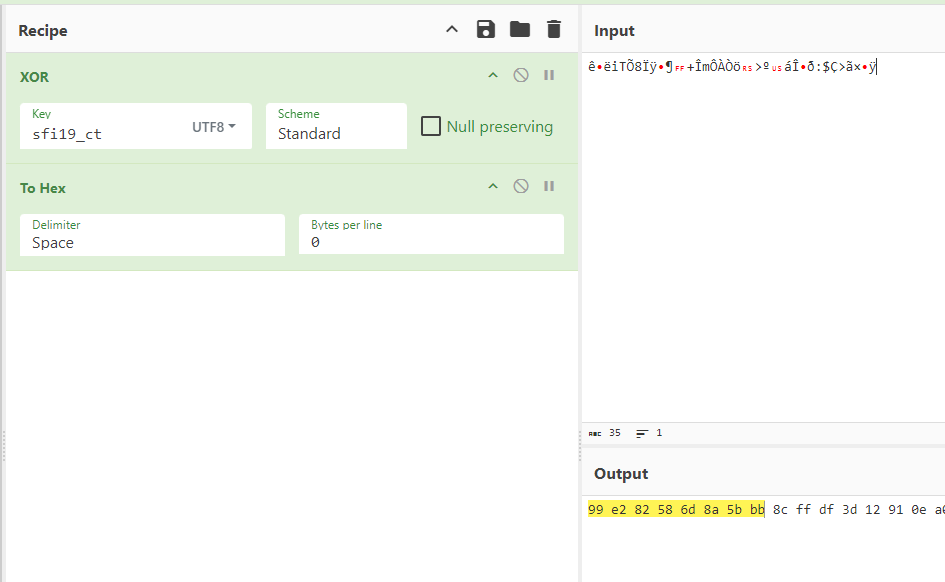 Recipe
Input
XOR
Key
sfi19_ct
UTF8
Scheme
Standard
Null preserving
To Hex
Delimiter
Space
Bytes per line
0
ê•ëiTÕ8Ïÿ•¶FF+ÎmÔÀÒöRS>ºUSáÎ•ð:$Ç>ã×•ÿ
ABC 35 1
Output
99 e2 82 58 6d 8a 5b bb 8c ff df 3d 12 91 0e